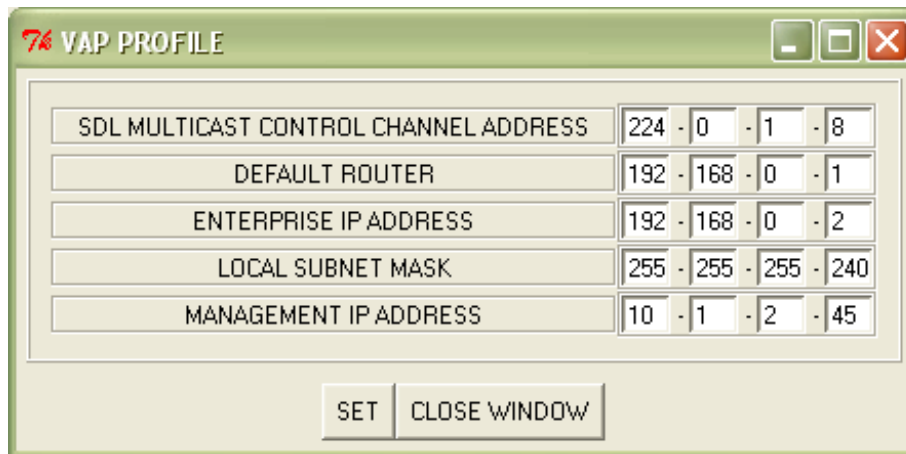 VAP PROFILE
SDL MULTICAST CONTROL CHANNEL ADDRESS 224 - 0 - 1 - 8
DEFAULT ROUTER 192 - 168 - 0 - 1
ENTERPRISE IP ADDRESS 192 - 168 - 0 - 2
LOCAL SUBNET MASK 255 - 255 - 255 - 240
MANAGEMENT IP ADDRESS 10 - 1 - 2 - 45
SET CLOSE WINDOW